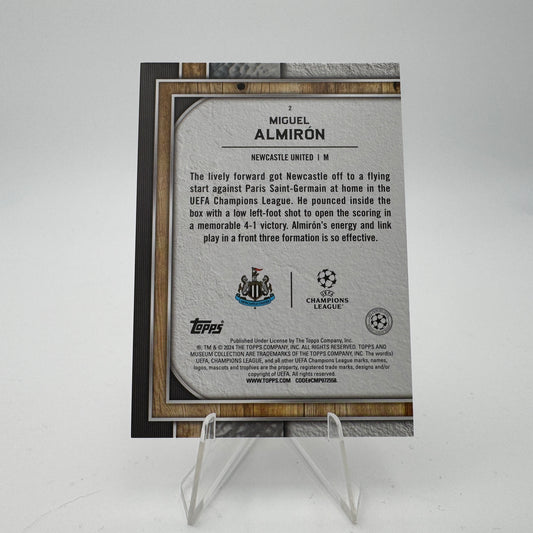 2
MIGUEL
ALMIRÓN
NEWCASTLE UNITED | M
The lively forward got Newcastle off to a flying
start against Paris Saint-Germain at home in the
UEFA Champions League. He pounced inside the
box with a low left-foot shot to open the scoring in
a memorable 4-1 victory. Almirón's energy and link
play in a front three formation is so effective.
UEFA
CHAMPIONS
LEAGUE
Topps
Published Under License by The Topps Company, Inc.
®, TM & © 2024 THE TOPPS COMPANY, INC. ALL RIGHTS RESERVED. TOPPS AND
MUSEUM COLLECTION ARE TRADEMARKS OF THE TOPPS COMPANY, INC. The word(s)
UEFA, CHAMPIONS LEAGUE, and all other UEFA Champions League marks, names,
logos, mascots and trophies are the property, registered trade marks, designs and/or
copyright of UEFA. All rights reserved.
WWW.TOPPS.COM CODE#CMP072558.